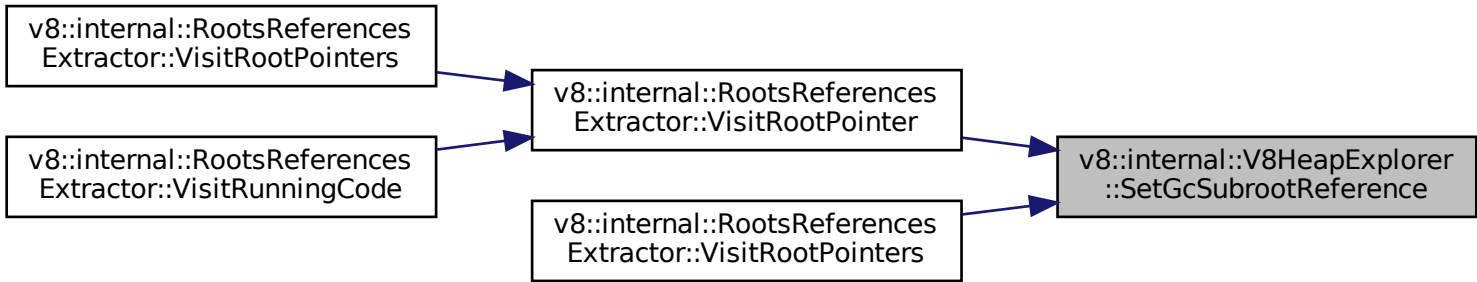 v8::internal::RootsReferences
Extractor::VisitRootPointers
v8::internal::RootsReferences
Extractor::VisitRunningCode
v8::internal::RootsReferences
Extractor::VisitRootPointer
v8::internal::RootsReferences
Extractor::VisitRootPointers
v8::internal::V8HeapExplorer
::SetGcSubrootReference